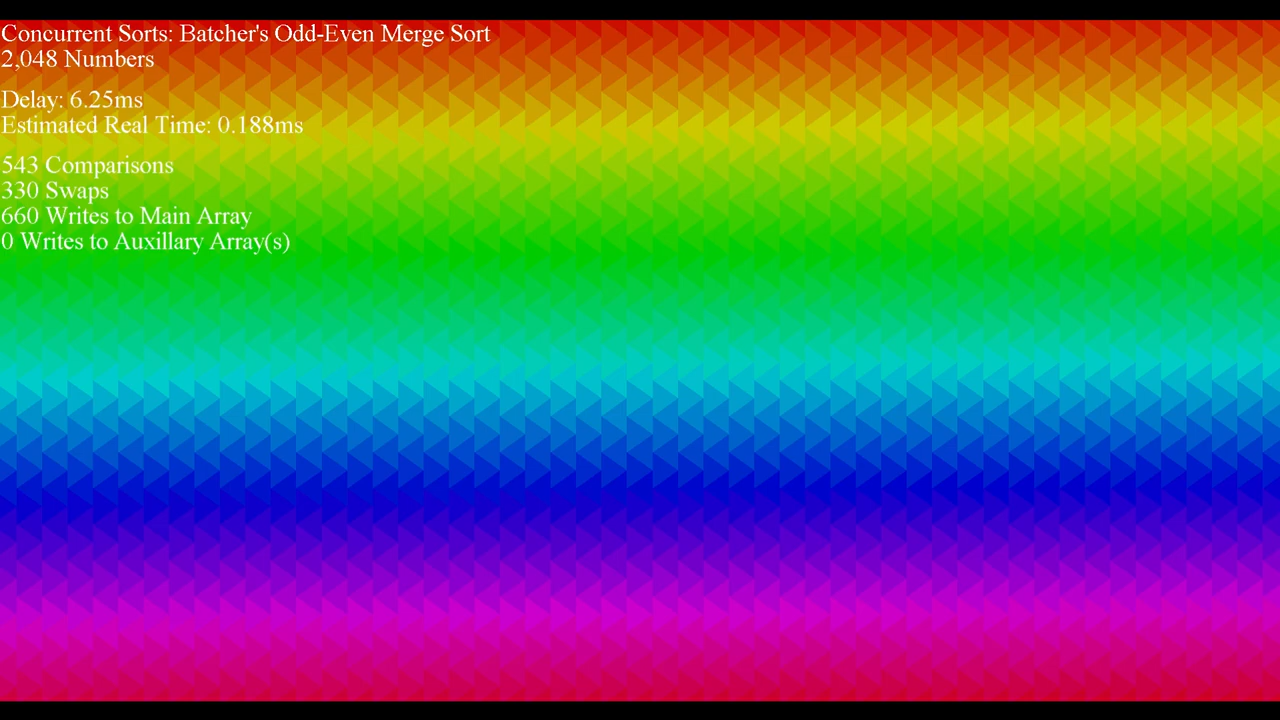 Concurrent Sorts: Batcher's Odd-Even Merge Sort
2,048 Numbers
Delay: 6.25ms
Estimated Real Time: 0.188ms
543 Comparisons
330 Swaps
660 Writes to Main Array
0 Writes to Auxillary Array(s)